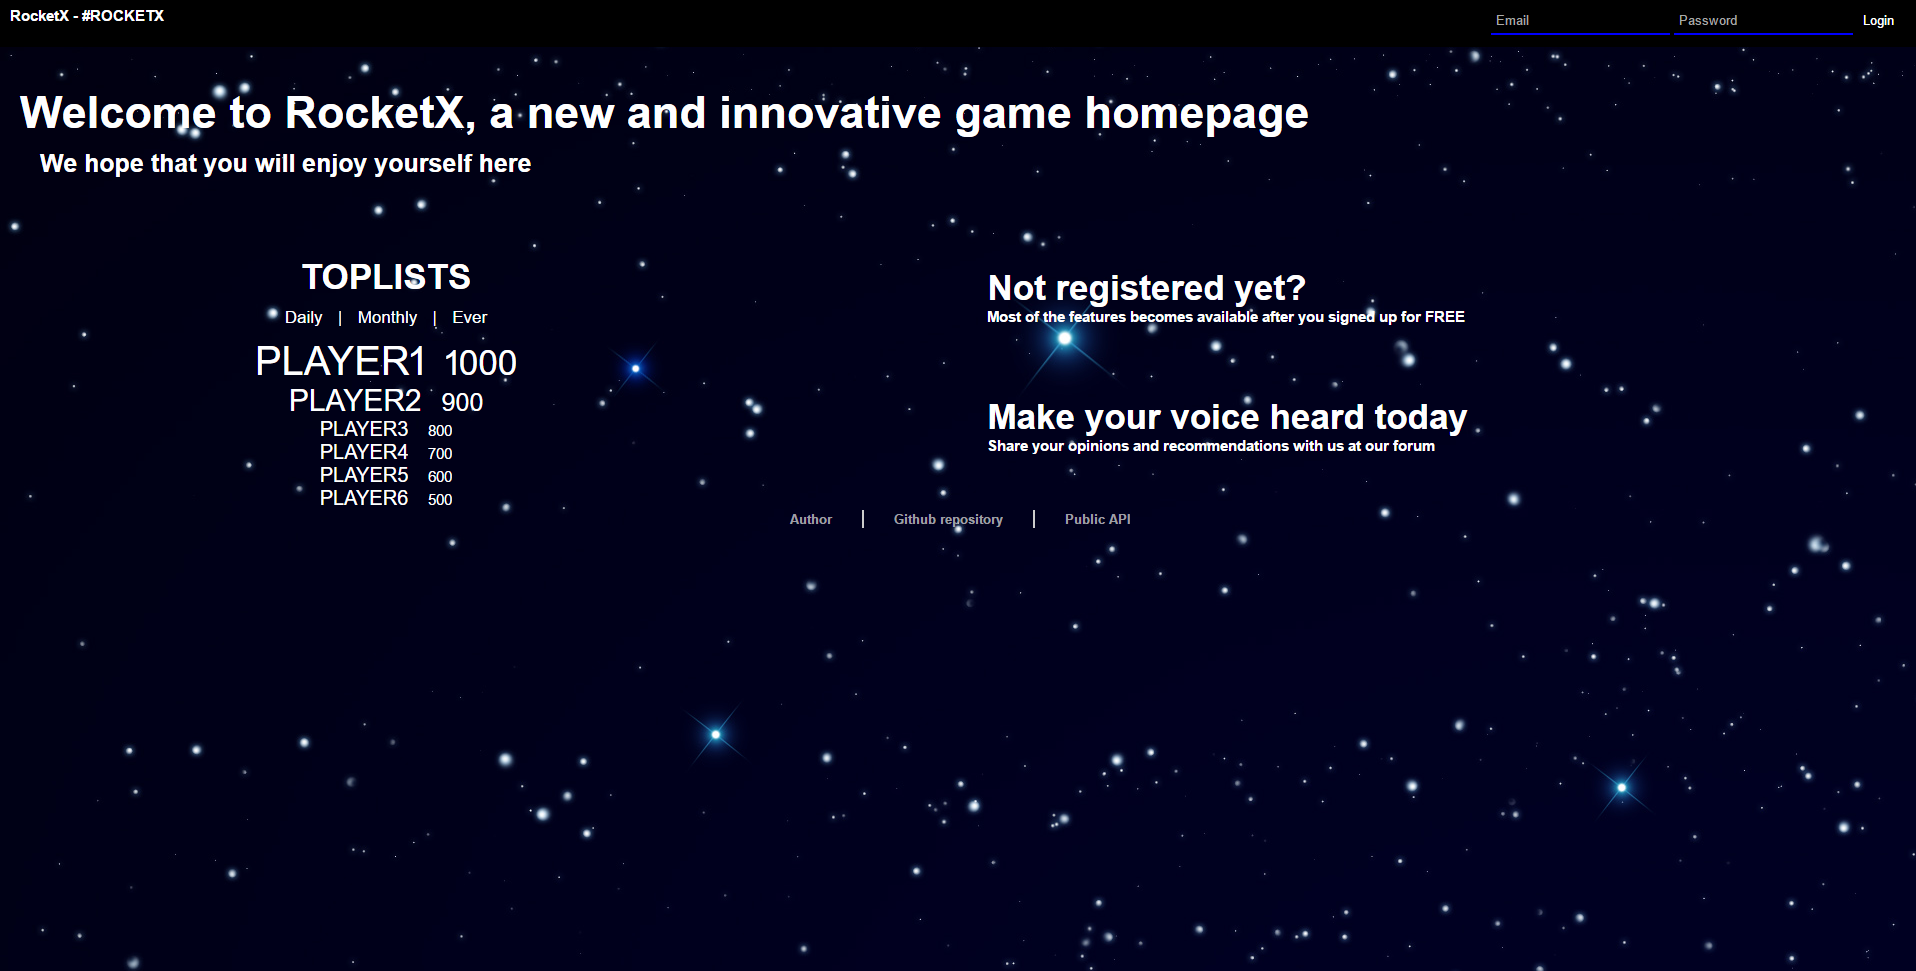 RocketX - #ROCKETX
Email Password Login
Welcome to RocketX, a new and innovative game homepage
We hope that you will enjoy yourself here
TOPLISTS
Daily | Monthly | Ever
PLAYER1 1000
PLAYER2 900
PLAYER3 800
PLAYER4 700
PLAYER5 600
PLAYER6 500
Not registered yet?
Most of the features becomes available after you signed up for FREE
Make your voice heard today
Share your opinions and recommendations with us at our forum
Author | Github repository | Public API